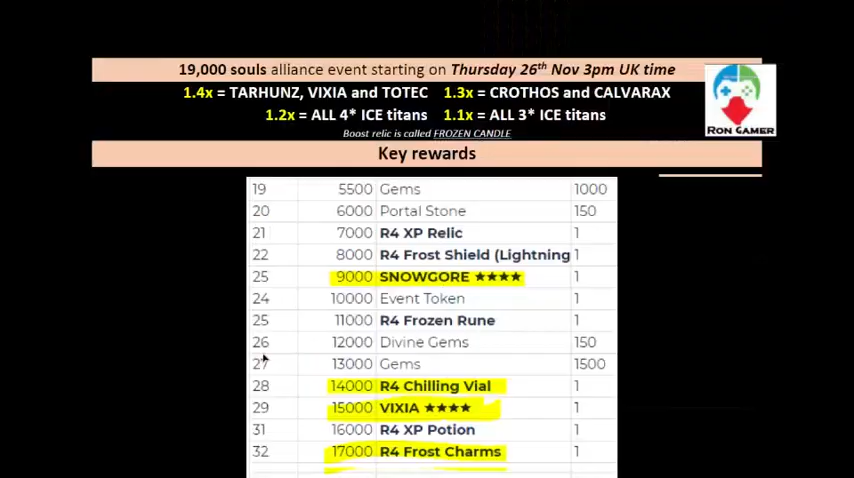 19,000 souls alliance event starting on Thursday 26th Nov 3pm UK time
1.4x = TARHUNZ, VIXIA and TOTEC 1.3x = CROTHOS and CALVARAX
1.2x = ALL 4* ICE titans 1.1x = ALL 3* ICE titans
Boost relic is called FROZEN CANDLE
RON GAMER
Key rewards
19 5500 Gems 1000
20 6000 Portal Stone 150
21 7000 R4 XP Relic 1
22 8000 R4 Frost Shield (Lightning 1
25 9000 SNOWGORE ★★★★ 1
24 10000 Event Token 1
25 11000 R4 Frozen Rune 1
26 12000 Divine Gems 150
27 13000 Gems 1500
28 14000 R4 Chilling Vial 1
29 15000 VIXIA ★★★★ 1
31 16000 R4 XP Potion 1
32 17000 R4 Frost Charms 1